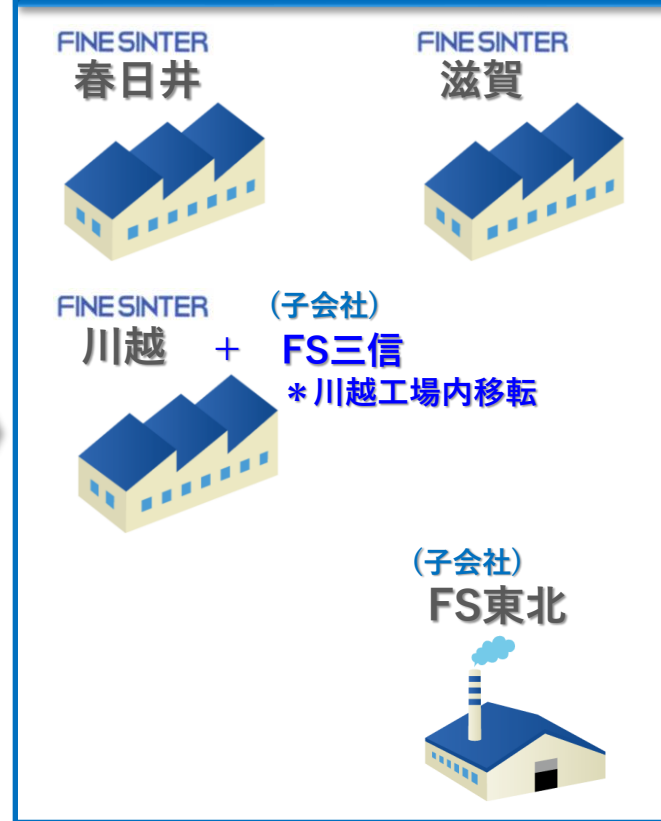 FINE SINTER
春日井
FINE SINTER
滋賀
FINE SINTER
川越
+
(子会社)
FS三信
＊川越工場内移転
(子会社)
FS東北